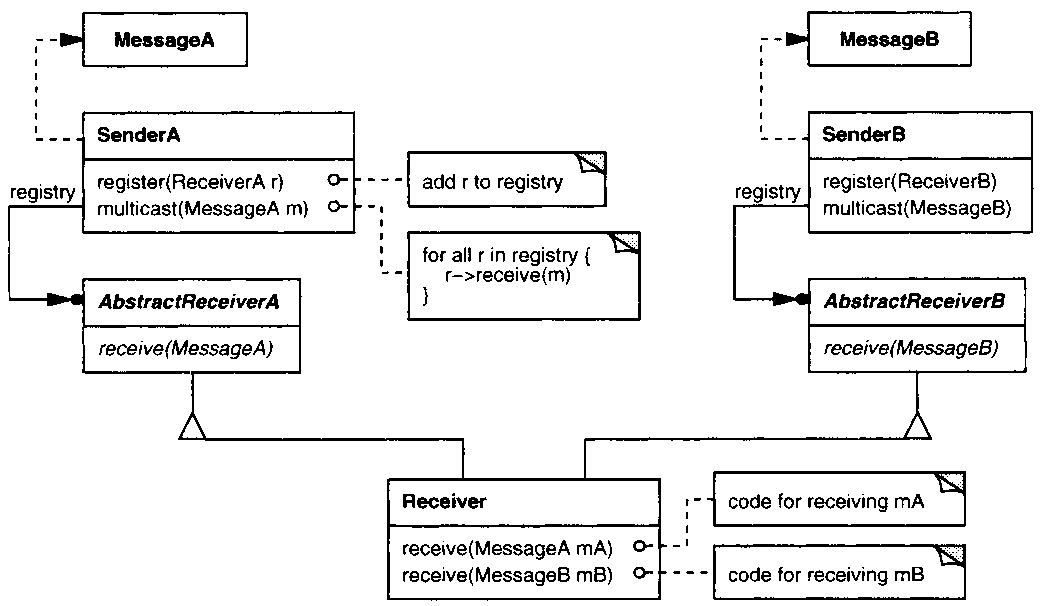 MessageA
MessageB
SenderA
register(ReceiverA r)
multicast(MessageA m)
registry
add r to registry
for all r in registry {
r->receive(m)
}
SenderB
register(ReceiverB)
multicast(MessageB)
registry
AbstractReceiverA
receive(MessageA)
AbstractReceiverB
receive(MessageB)
Receiver
receive(MessageA mA)
receive(MessageB mB)
code for receiving mA
code for receiving mB